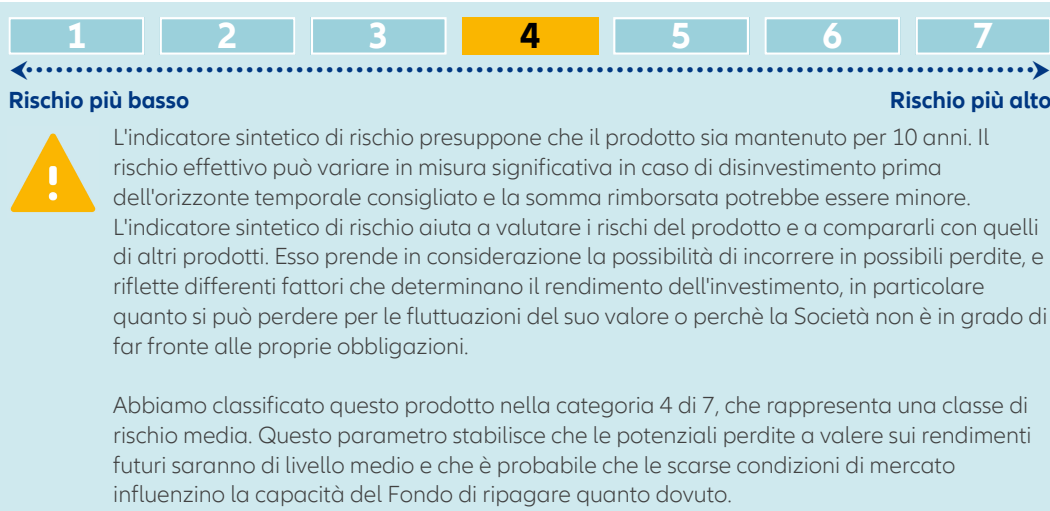 1 2 3 4 5 6 7
Rischio più basso Rischio più alto
L'indicatore sintetico di rischio presuppone che il prodotto sia mantenuto per 10 anni. Il
rischio effettivo può variare in misura significativa in caso di disinvestimento prima
dell'orizzonte temporale consigliato e la somma rimborsata potrebbe essere minore.
L'indicatore sintetico di rischio aiuta a valutare i rischi del prodotto e a compararli con quelli
di altri prodotti. Esso prende in considerazione la possibilità di incorrere in possibili perdite, e
riflette differenti fattori che determinano il rendimento dell'investimento, in particolare
quanto si può perdere per le fluttuazioni del suo valore o perchè la Società non è in grado di
far fronte alle proprie obbligazioni.
Abbiamo classificato questo prodotto nella categoria 4 di 7, che rappresenta una classe di
rischio media. Questo parametro stabilisce che le potenziali perdite a valere sui rendimenti
futuri saranno di livello medio e che è probabile che le scarse condizioni di mercato
influenzino la capacità del Fondo di ripagare quanto dovuto.